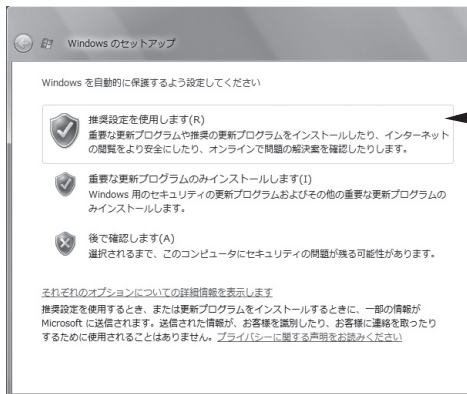 Windows のセットアップ
Windows を自動的に保護するよう設定してください
推奨設定を使用します(R)
重要な更新プログラムや推奨の更新プログラムをインストールしたり、インターネット
の閲覧をより安全にしたり、オンラインで問題の解決案を確認したりします。
重要な更新プログラムのみインストールします(I)
Windows 用のセキュリティの更新プログラムおよびその他の重要な更新プログラムの
みインストールします。
後で確認します(A)
選択されるまで、このコンピュータにセキュリティの問題が残る可能性があります。
それぞれのオプションについての詳細情報を表示します
推奨設定を使用するとき、または更新プログラムをインストールするときに、一部の情報が
Microsoft に送信されます。送信された情報が、お客様を識別したり、お客様に連絡を取ったり
するために使用されることはありません。プライバシーに関する声明をお読みください